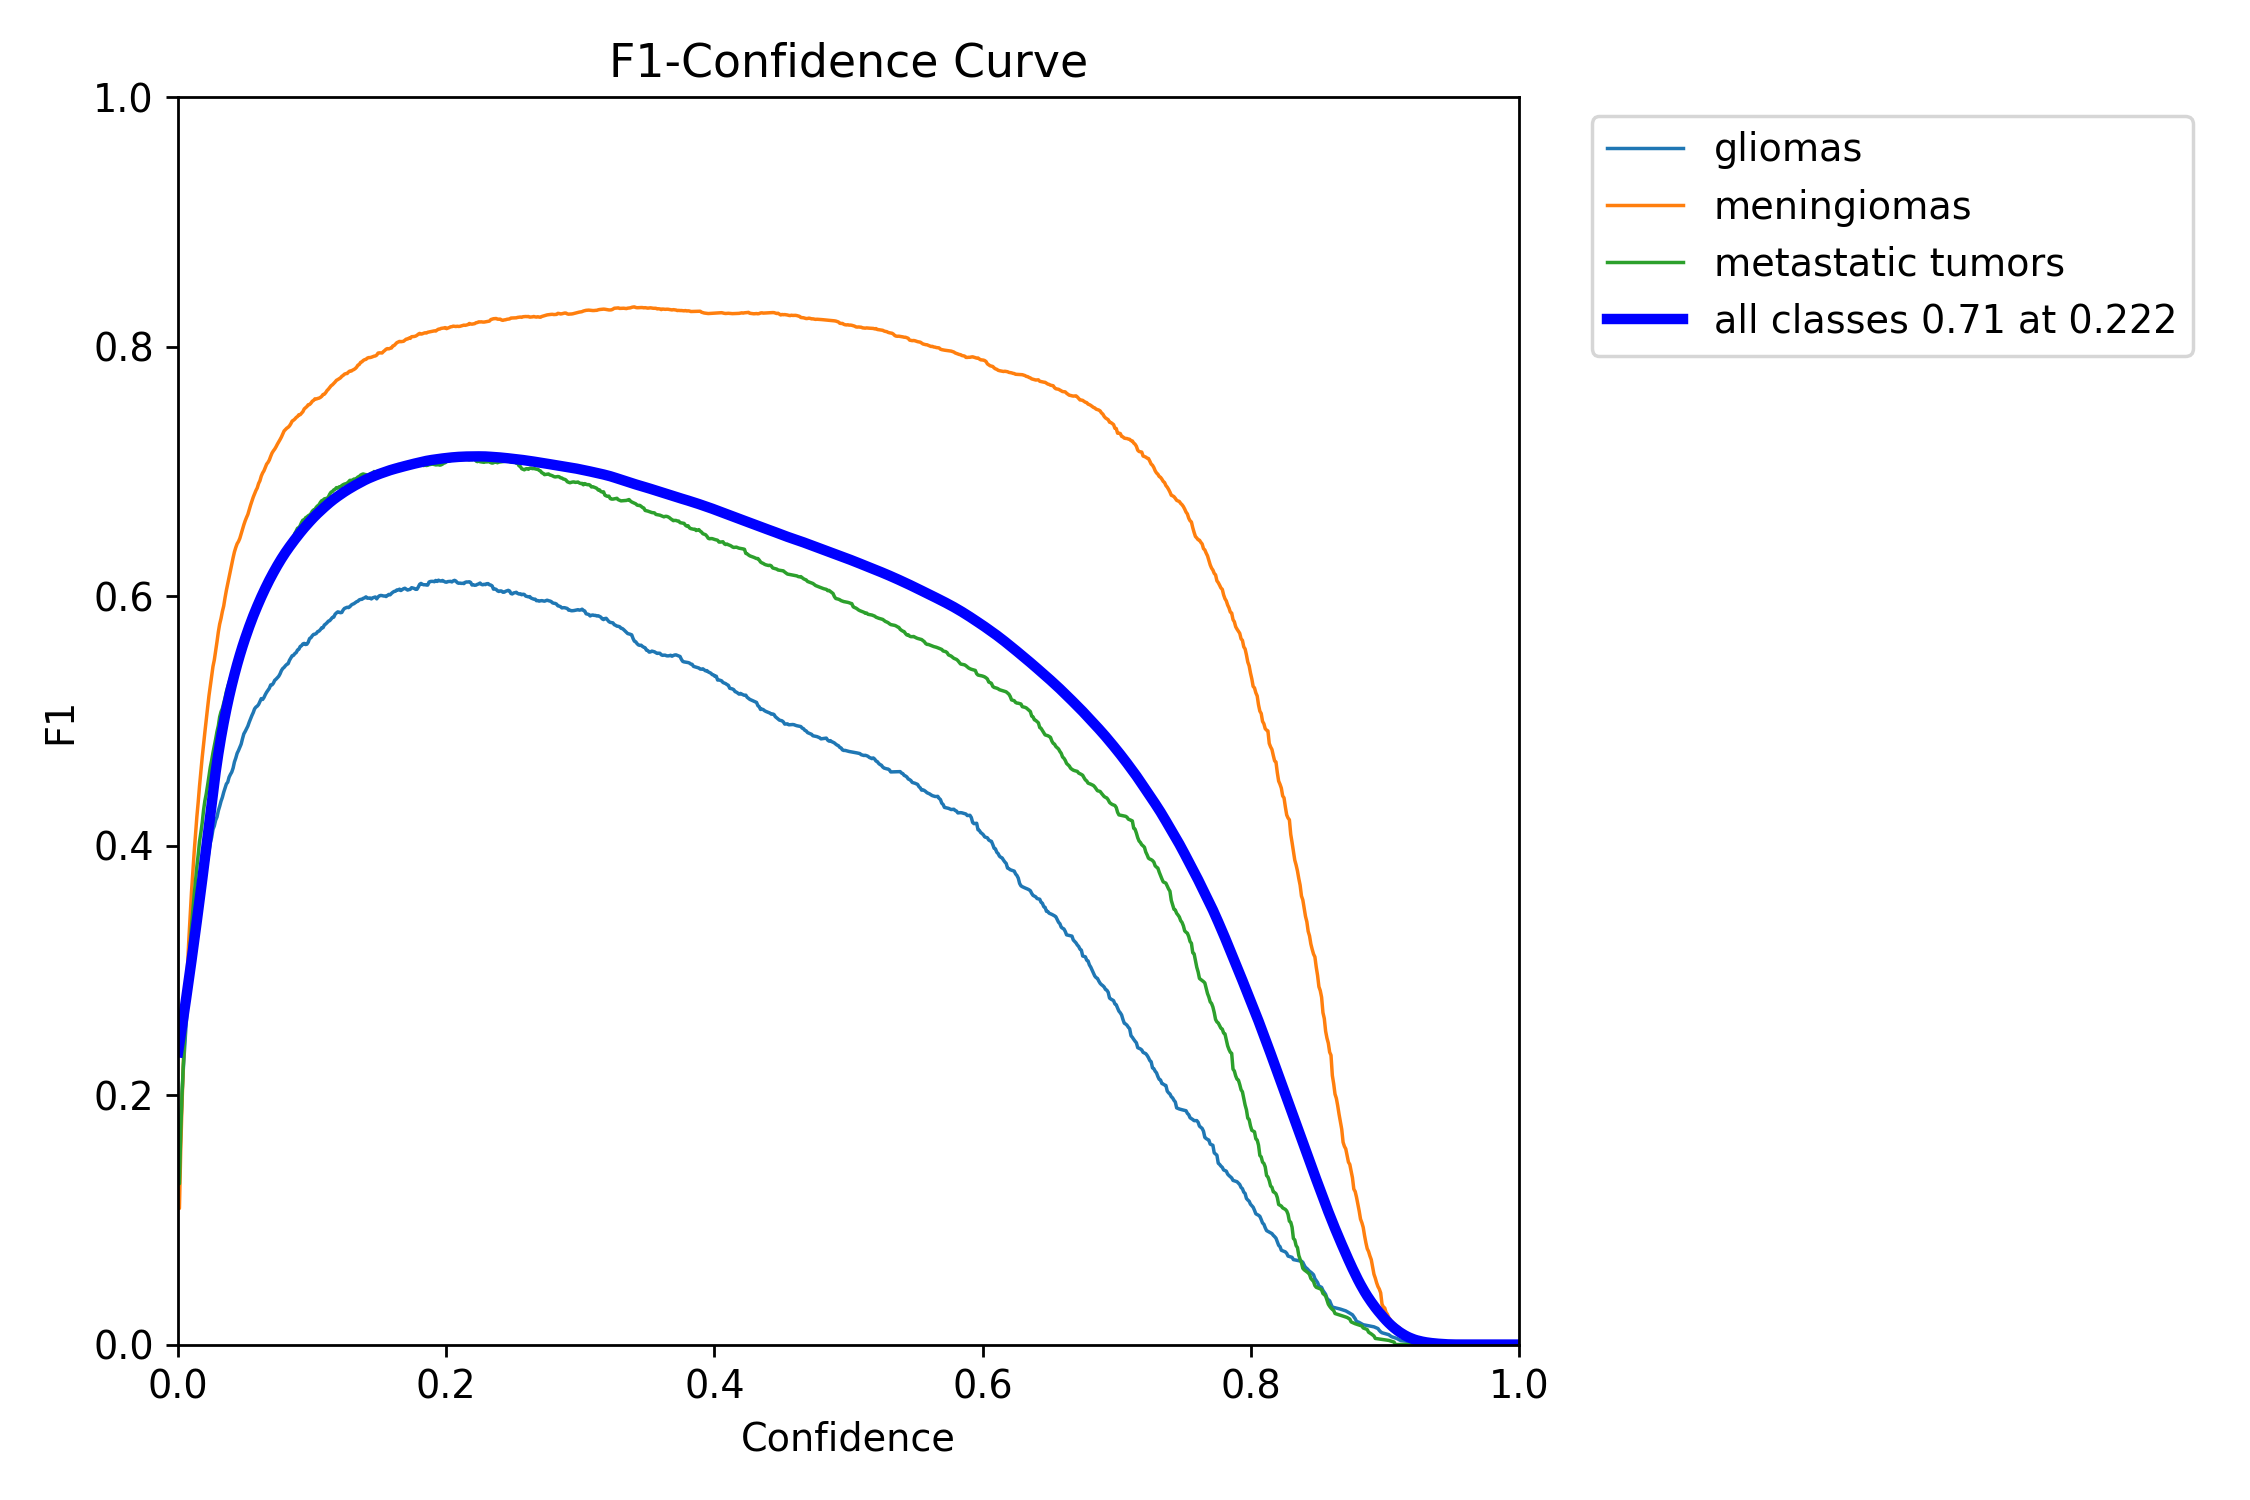 F1-Confidence Curve
1.0
0.8
0.6
0.4
0.2
0.0
F1
0.0 0.2 0.4 0.6 0.8 1.0
Confidence
gliomas
meningiomas
metastatic tumors
all classes 0.71 at 0.222